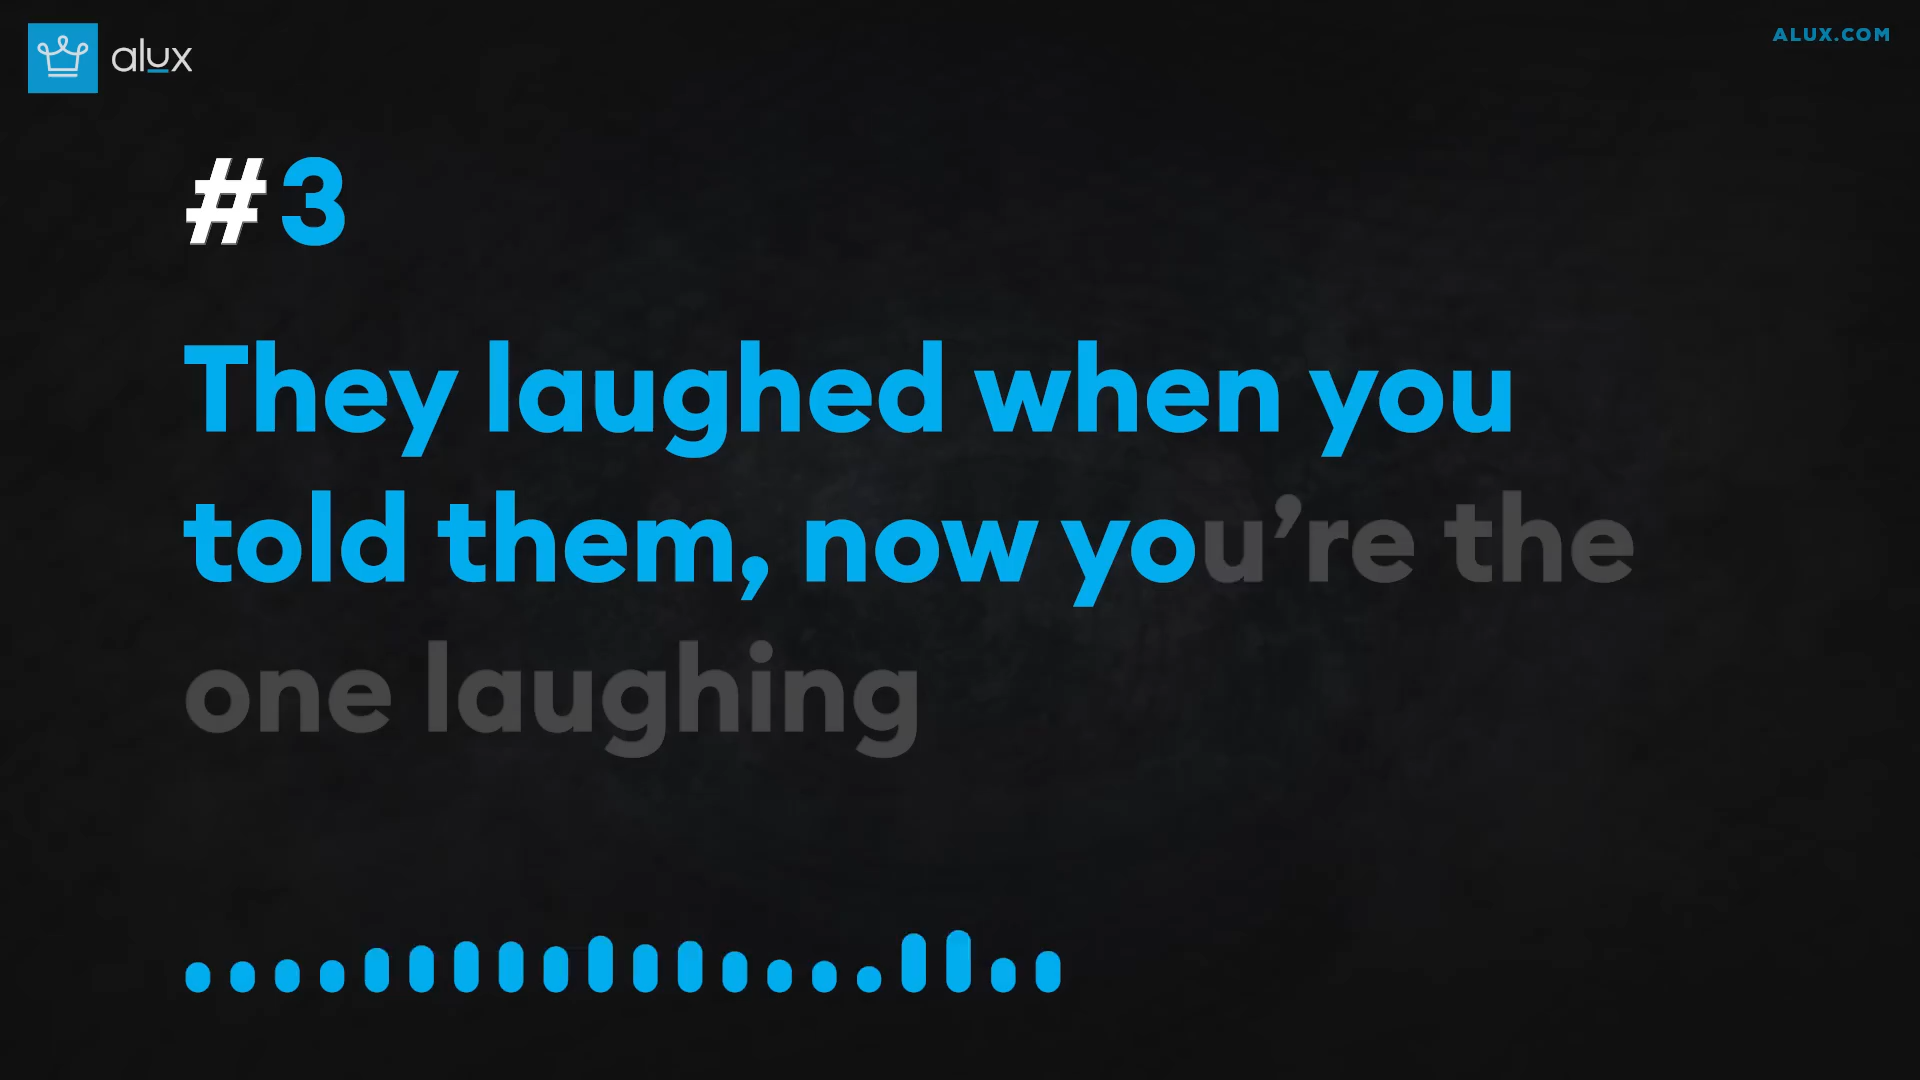 alux
ALUX.COM
#3
They laughed when you
told them, now you’re the
one laughing